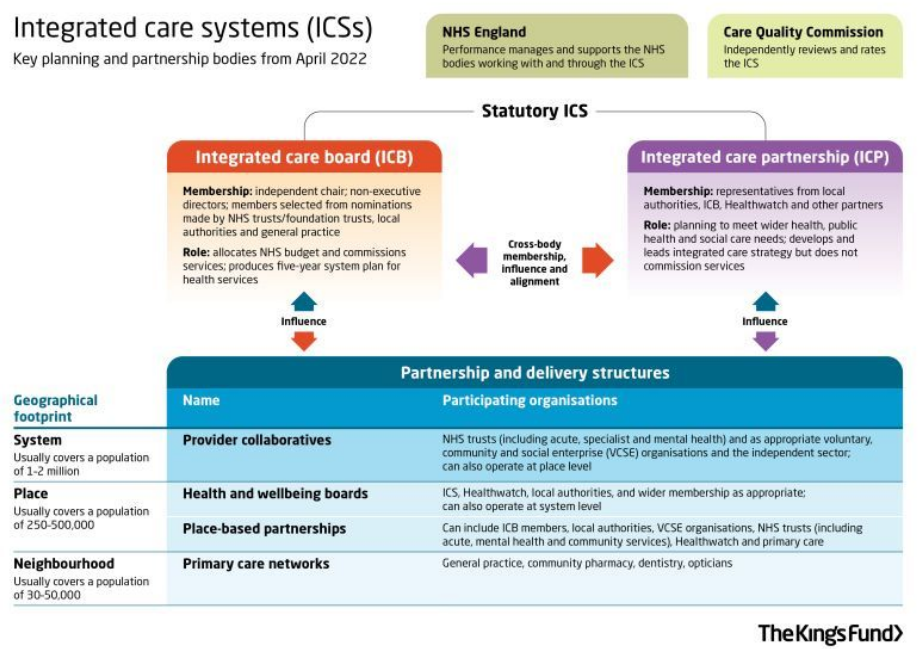 Integrated care systems (ICSs)
Key planning and partnership bodies from April 2022
NHS England
Performance manages and supports the NHS
bodies working with and through the ICS
Care Quality Commission
Independently reviews and rates
the ICS
Statutory ICS
Integrated care board (ICB)
Membership: independent chair; non-executive
directors; members selected from nominations
made by NHS trusts/foundation trusts, local
authorities and general practice
Role: allocates NHS budget and commissions
services; produces five-year system plan for
health services
Cross-body
membership,
influence and
alignment
Integrated care partnership (ICP)
Membership: representatives from local
authorities, ICB, Healthwatch and other partners
Role: planning to meet wider health, public
health and social care needs; develops and
leads integrated care strategy but does not
commission services
Influence
Influence
Partnership and delivery structures
Geographical
footprint
Name
Participating organisations
System
Usually covers a population
of 1-2 million
Provider collaboratives
NHS trusts (including acute, specialist and mental health) and as appropriate voluntary,
community and social enterprise (VCSE) organisations and the independent sector;
can also operate at place level
Place
Usually covers a population
of 250-500,000
Health and wellbeing boards
ICS, Healthwatch, local authorities, and wider membership as appropriate;
can also operate at system level
Place-based partnerships
Can include ICB members, local authorities, VCSE organisations, NHS trusts (including
acute, mental health and community services), Healthwatch and primary care
Neighbourhood
Usually covers a population
of 30-50,000
Primary care networks
General practice, community pharmacy, dentistry, opticians
The King's Fund